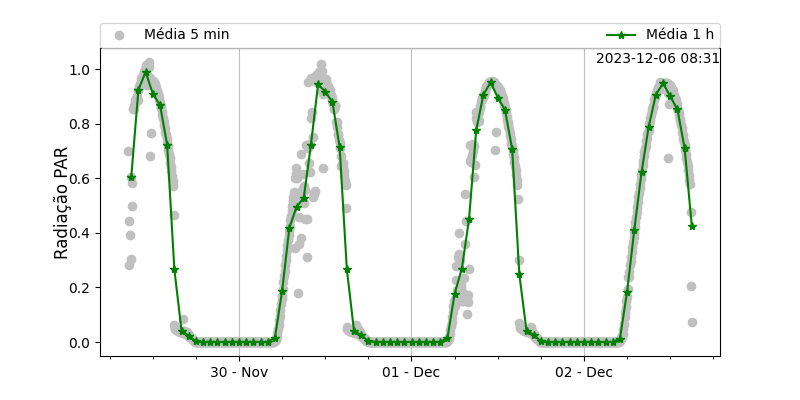 Média 5 min
Média 1 h
2023-12-06 08:31
Radiação PAR
1.0
0.8
0.6
0.4
0.2
0.0
30 - Nov
01 - Dec
02 - Dec